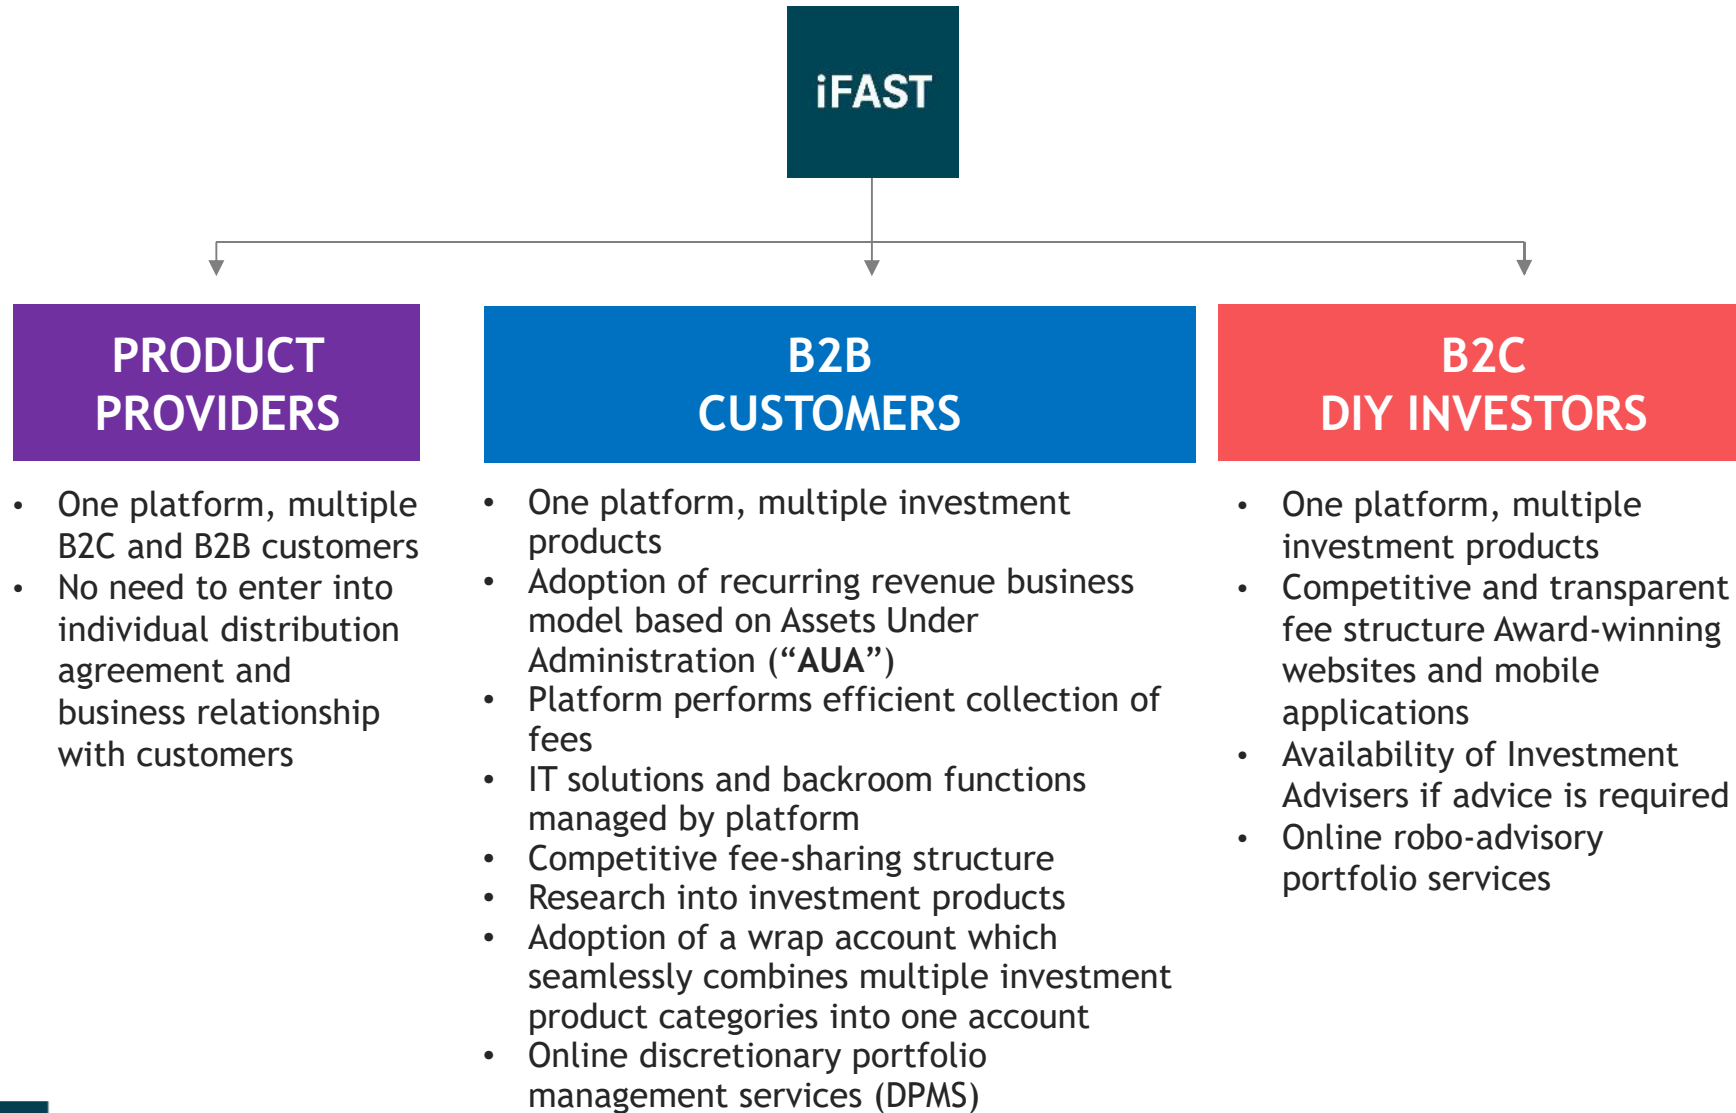 iFAST
PRODUCT
PROVIDERS
• One platform, multiple
B2C and B2B customers
• No need to enter into
individual distribution
agreement and
business relationship
with customers
B2B
CUSTOMERS
• One platform, multiple investment
products
• Adoption of recurring revenue business
model based on Assets Under
Administration (“AUA”)
• Platform performs efficient collection of
fees
• IT solutions and backroom functions
managed by platform
• Competitive fee-sharing structure
• Research into investment products
• Adoption of a wrap account which
seamlessly combines multiple investment
product categories into one account
• Online discretionary portfolio
management services (DPMS)
B2C
DIY INVESTORS
• One platform, multiple
investment products
• Competitive and transparent
fee structure Award-winning
websites and mobile
applications
• Availability of Investment
Advisers if advice is required
• Online robo-advisory
portfolio services